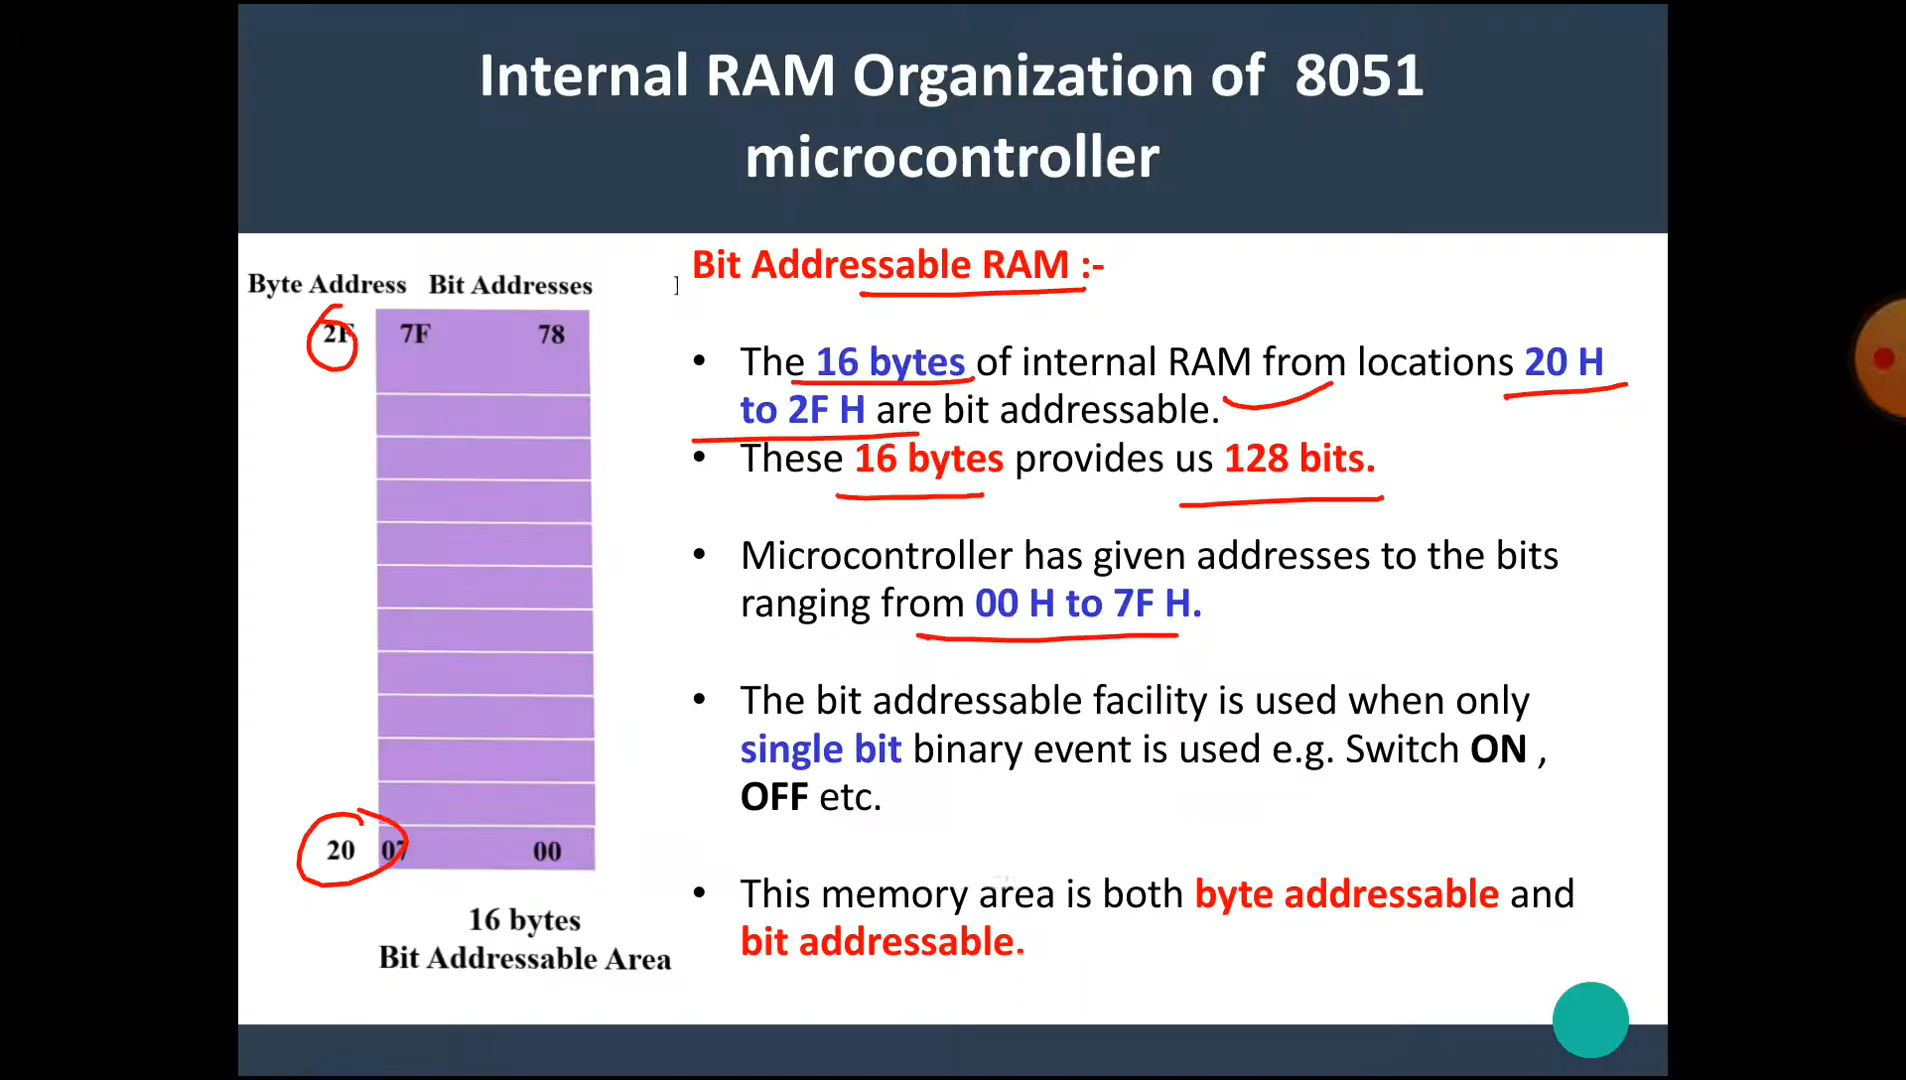 Internal RAM Organization of 8051
microcontroller
Byte Address Bit Addresses
2F 7F 78
20 07 00
16 bytes
Bit Addressable Area
Bit Addressable RAM :-
• The 16 bytes of internal RAM from locations 20 H
to 2F H are bit addressable.
• These 16 bytes provides us 128 bits.
• Microcontroller has given addresses to the bits
ranging from 00 H to 7F H.
• The bit addressable facility is used when only
single bit binary event is used e.g. Switch ON ,
OFF etc.
• This memory area is both byte addressable and
bit addressable.